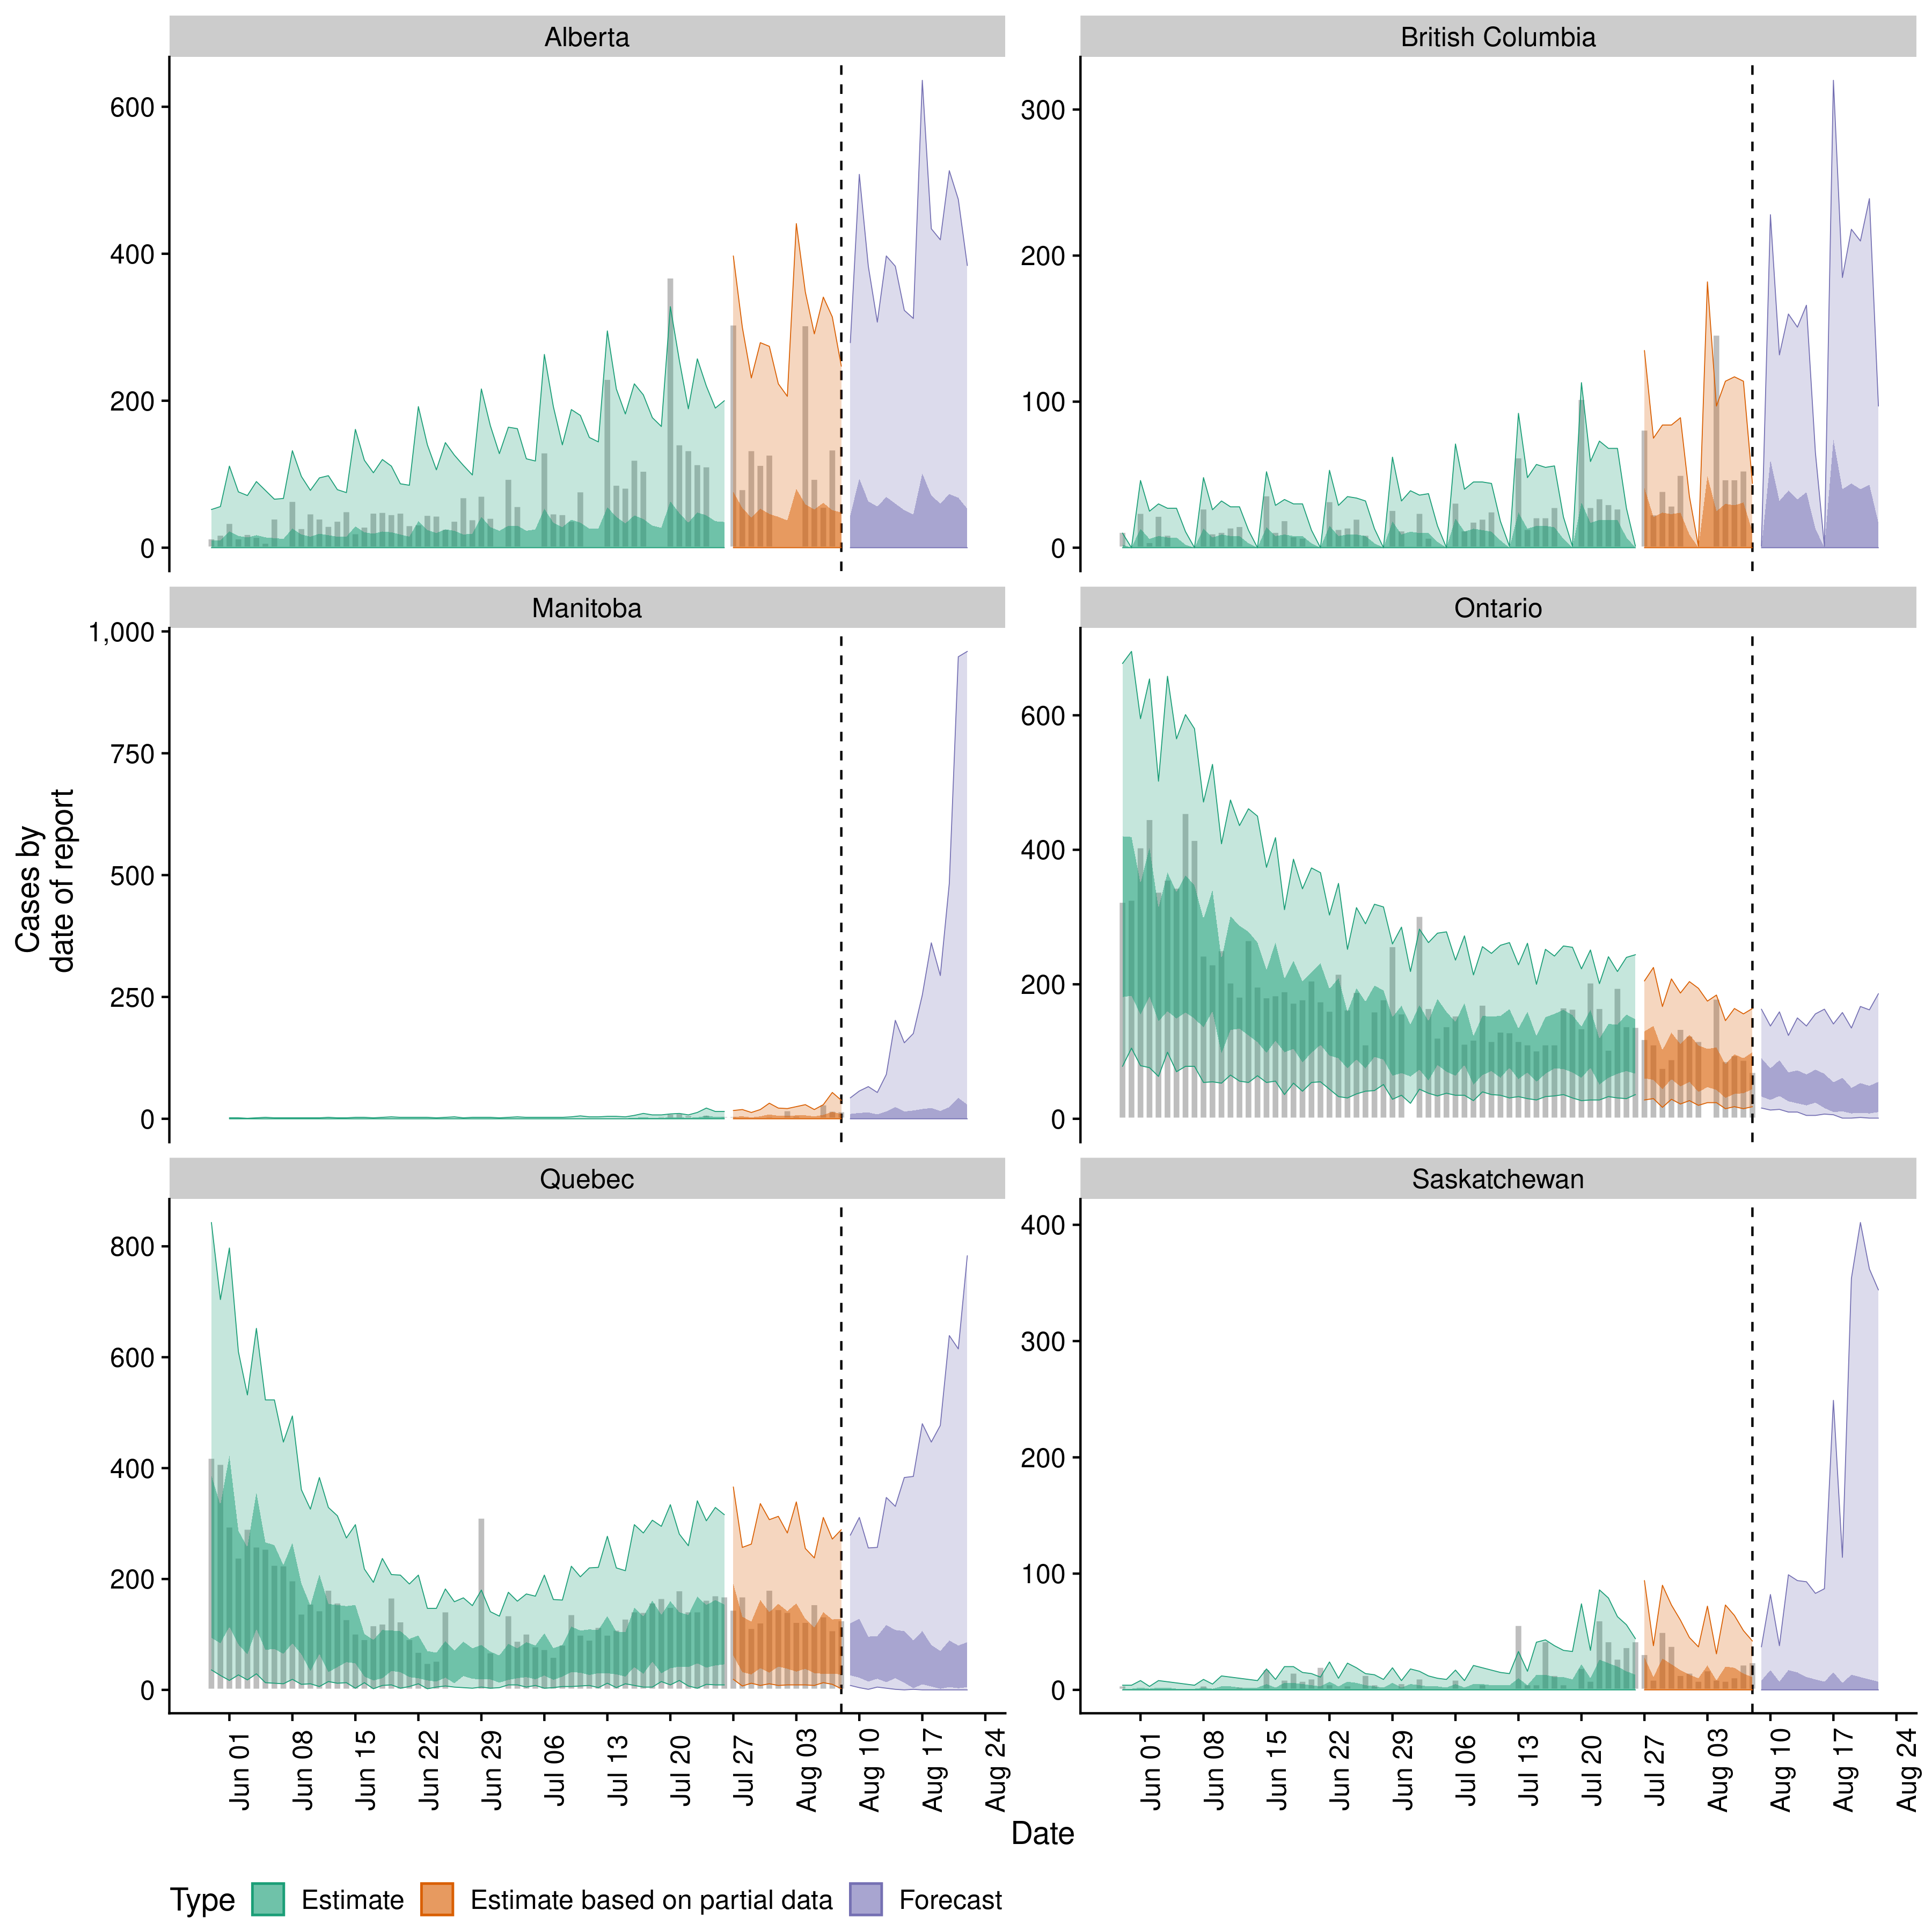 Alberta
British Columbia
600
400
200
0
300
200
100
0
Manitoba
Ontario
1,000
750
500
250
0
600
400
200
0
Cases by
date of report
Quebec
Saskatchewan
800
600
400
200
0
400
300
200
100
0
Jun 01
Jun 08
Jun 15
Jun 22
Jun 29
Jul 06
Jul 13
Jul 20
Jul 27
Aug 03
Aug 10
Aug 17
Aug 24
Jun 01
Jun 08
Jun 15
Jun 22
Jun 29
Jul 06
Jul 13
Jul 20
Jul 27
Aug 03
Aug 10
Aug 17
Aug 24
Date
Type Estimate Estimate based on partial data Forecast